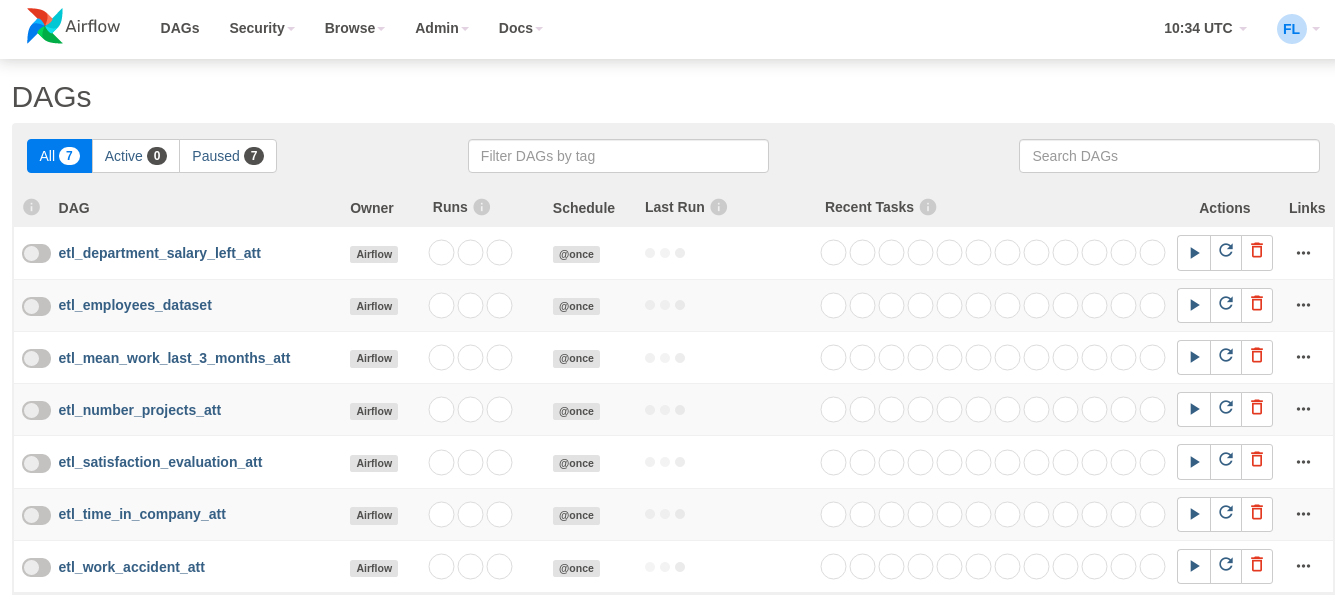 Airflow DAGs Security Browse Admin Docs 10:34 UTC FL
DAGs
All 7 Active 0 Paused 7 Filter DAGs by tag Search DAGs
i DAG Owner Runs i Schedule Last Run i Recent Tasks i Actions Links
etl_department_salary_left_att Airflow @once
etl_employees_dataset Airflow @once
etl_mean_work_last_3_months_att Airflow @once
etl_number_projects_att Airflow @once
etl_satisfaction_evaluation_att Airflow @once
etl_time_in_company_att Airflow @once
etl_work_accident_att Airflow @once